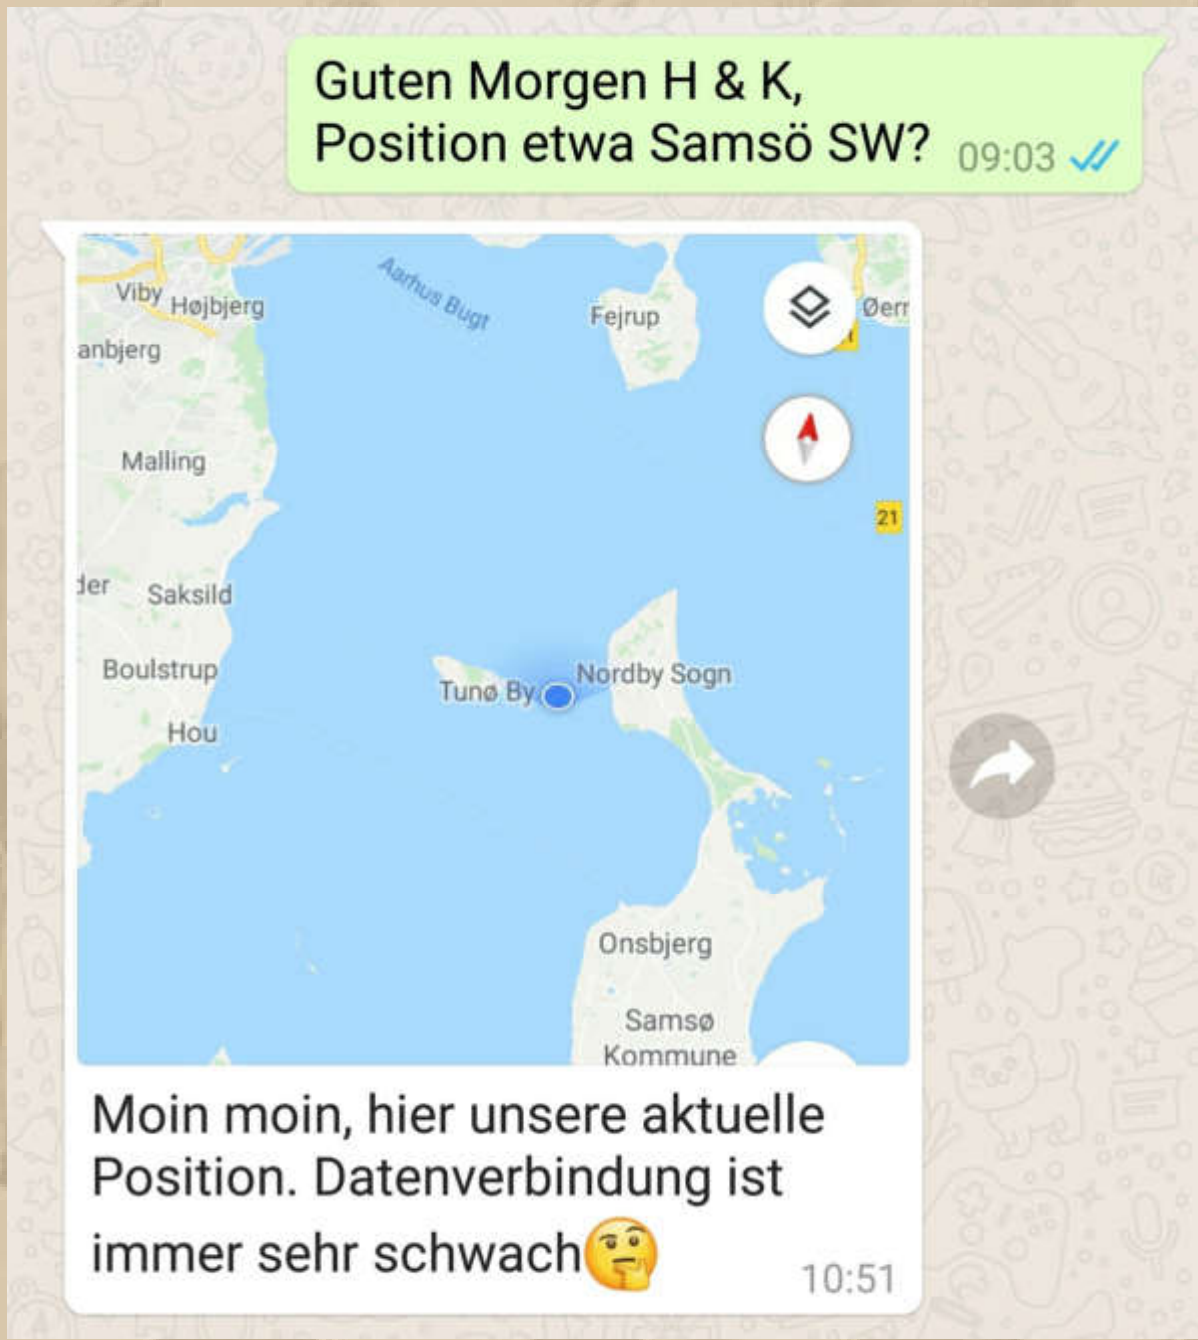 Guten Morgen H & K,
Position etwa Samsö SW?
09:03
Aarhus Bugt
Viby
Højbjerg
Fejrup
Øerr
anbjerg
Malling
21
der
Saksild
Boulstrup
Nordby Sogn
Tunø By
Hou
Onsbjerg
Samsø
Kommune
Moin moin, hier unsere aktuelle
Position. Datenverbindung ist
immer sehr schwach🤔
10:51